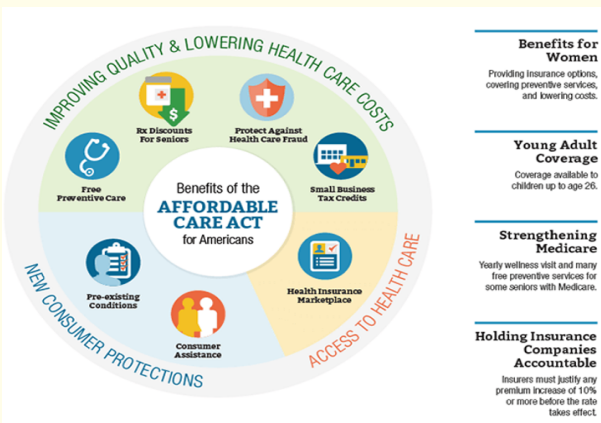 IMPROVING QUALITY & LOWERING HEALTH CARE COSTS
Rx Discounts
For Seniors
Protect Against
Health Care Fraud
Free
Preventive Care
Small Business
Tax Credits
Benefits of the
AFFORDABLE
CARE ACT
for Americans
Pre-existing
Conditions
Consumer
Assistance
Health Insurance
Marketplace
NEW CONSUMER PROTECTIONS
ACCESS TO HEALTH CARE
Benefits for
Women
Providing insurance options,
covering preventive services,
and lowering costs.
Young Adult
Coverage
Coverage available to
children up to age 26.
Strengthening
Medicare
Yearly wellness visit and many
free preventive services for
some seniors with Medicare.
Holding Insurance
Companies
Accountable
Insurers must justify any
premium increase of 10%
or more before the rate
takes effect.